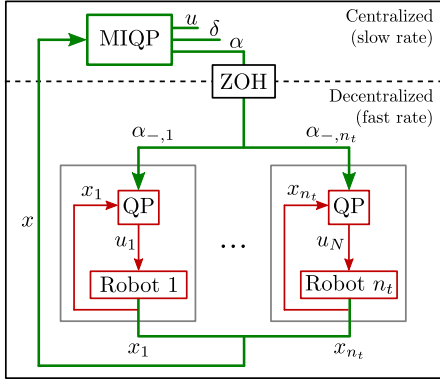 Centralized
(slow rate)
MIQP
u
δ
α
ZOH
Decentralized
(fast rate)
α₋,₁
α₋,ₙₜ
x₁
QP
xₙₜ
QP
x
u₁
...
u_N
Robot 1
Robot nₜ
x₁
xₙₜ